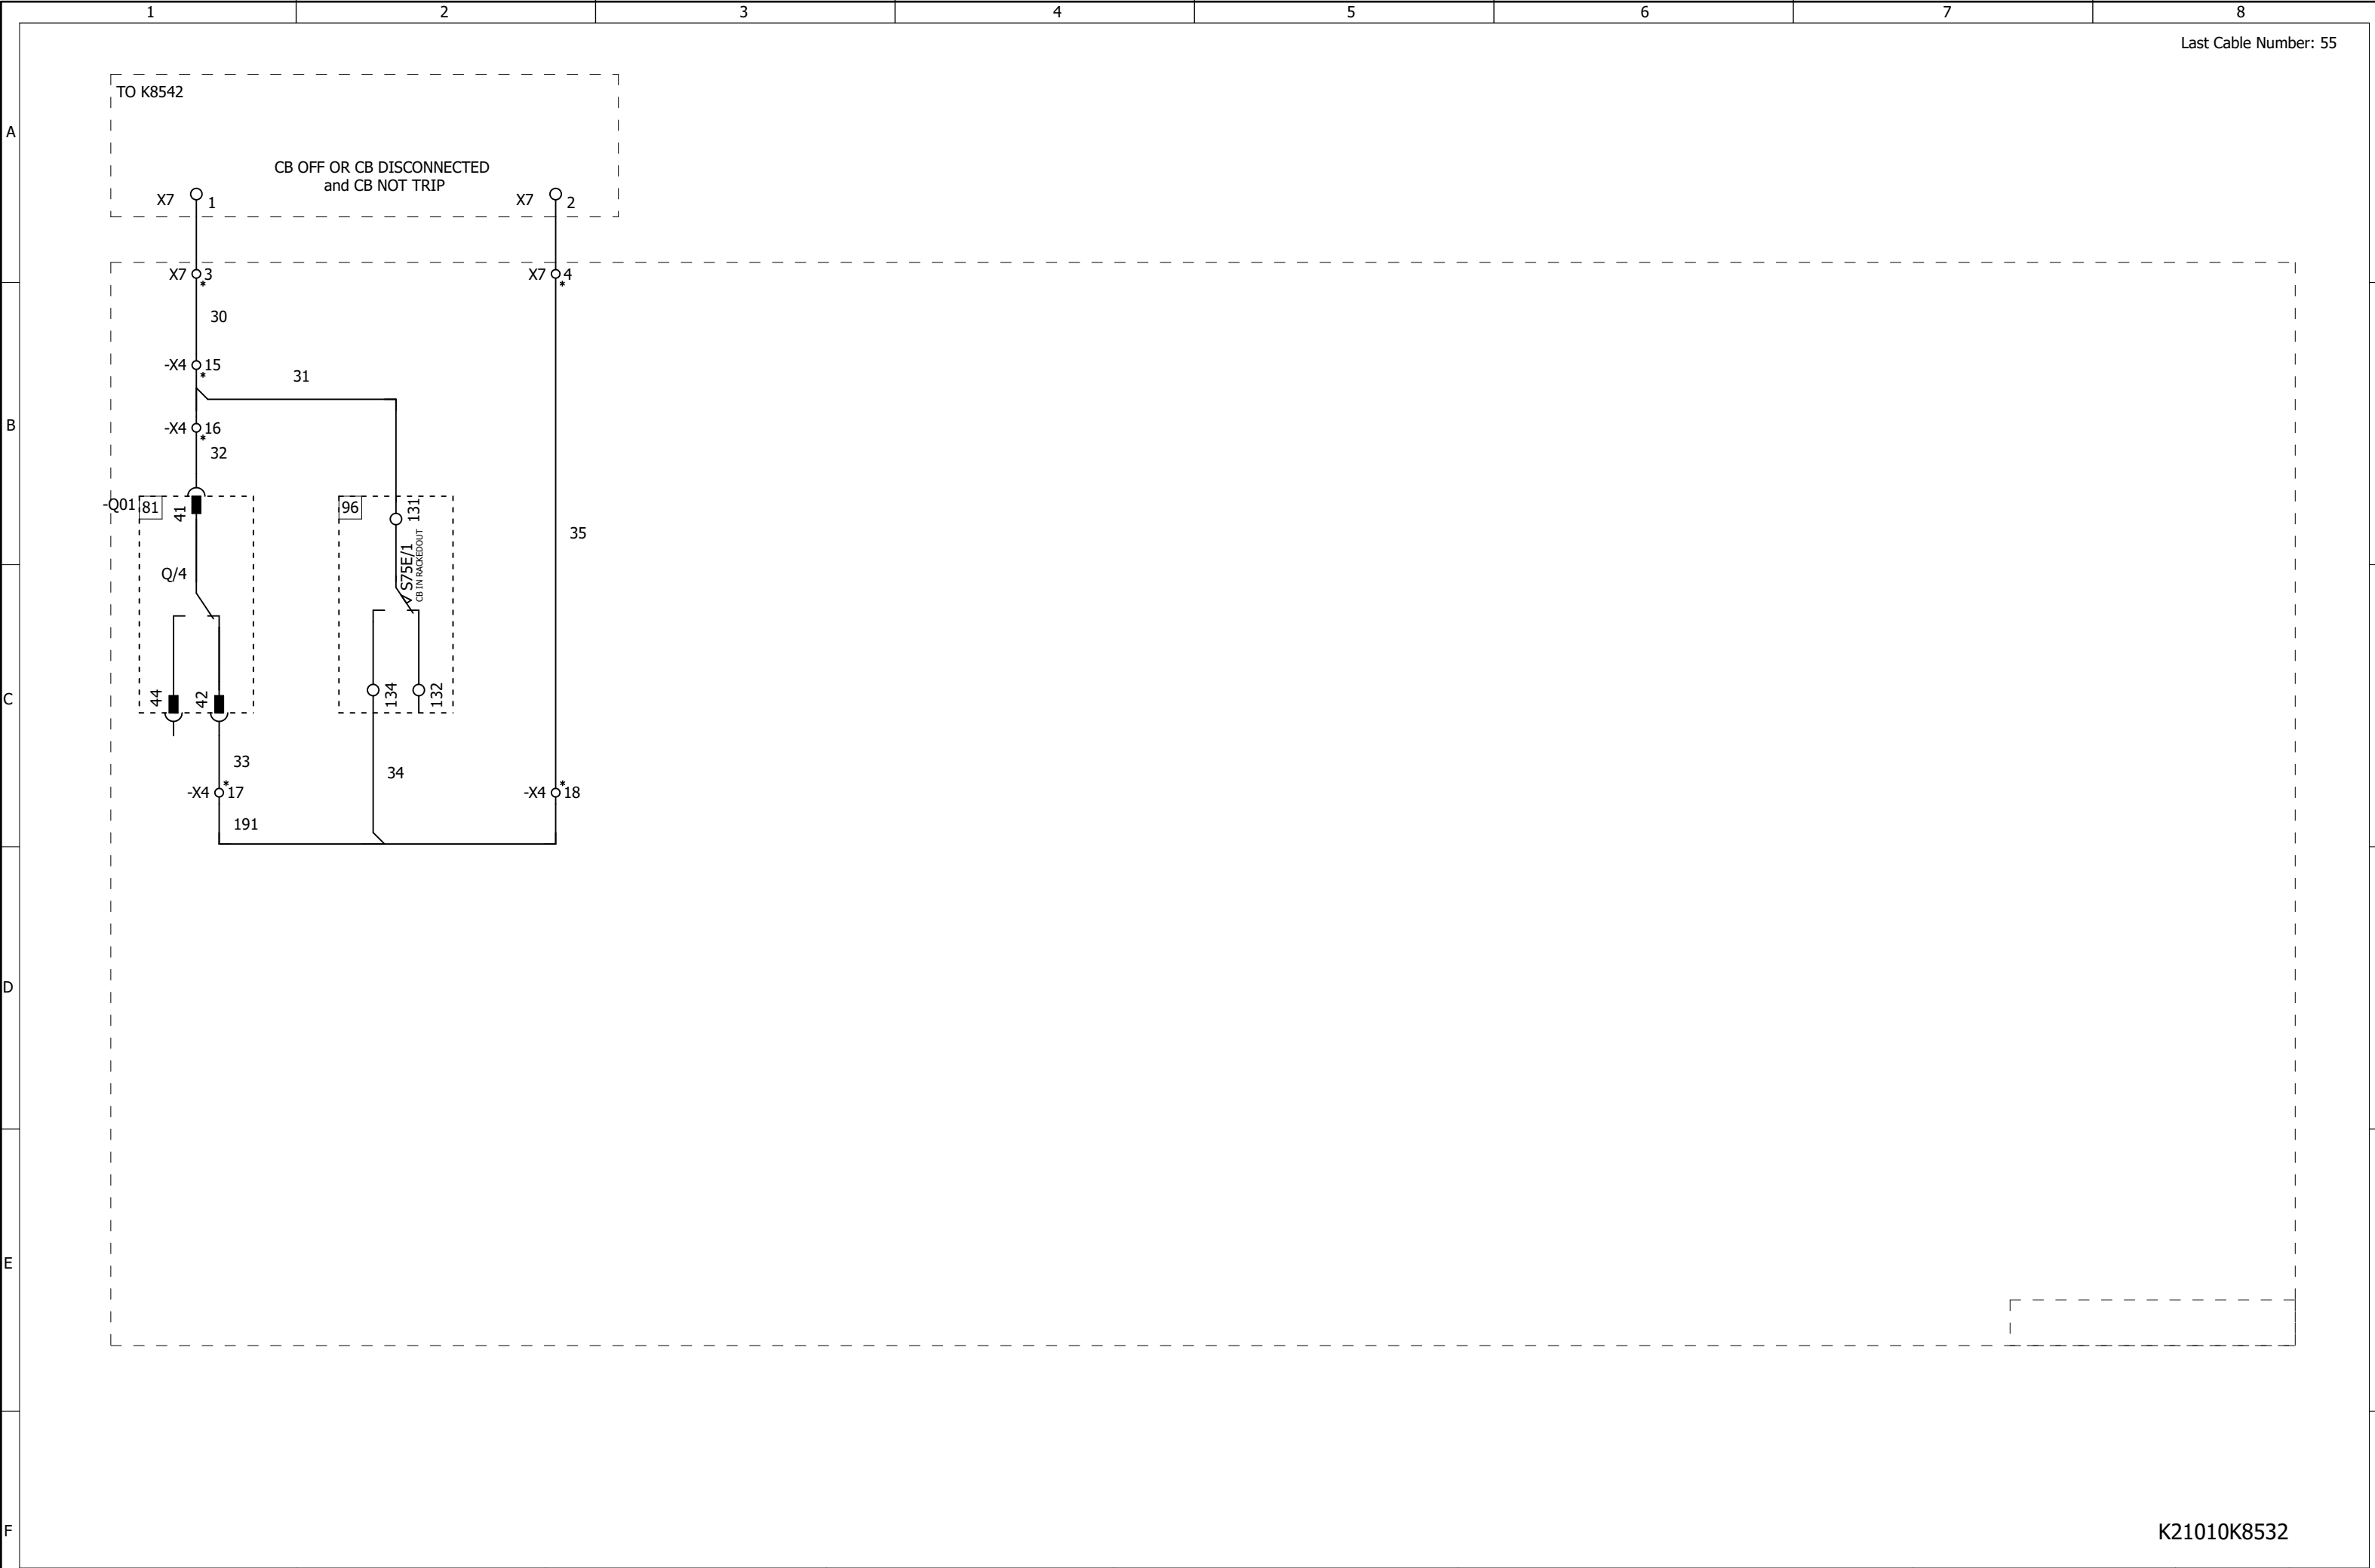 1 2 3 4 5 6 7 8
Last Cable Number: 55
TO K8542
A
CB OFF OR CB DISCONNECTED
and CB NOT TRIP
X7 1 X7 2
X7 3 X7 4
* *
30
-X4 15
*
31
B
-X4 16
*
32
-Q01 81 41 96 131
35
S75E/1
CB IN RACKEDOUT
Q/4
C
44 42 134 132
33
34
* *
-X4 17 -X4 18
191
D
E
F
K21010K8532